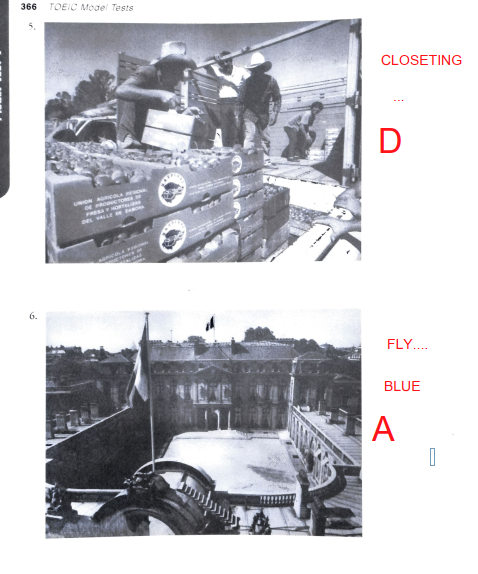 366 TOEIC Model Tests
5.
CLOSETING
...
D
UNION AGRICOLA REGIONAL
DE PRODUCTORES DE
FRESA Y HORTALIZAS
DEL VALLE DE ZAMORA
6.
FLY....
BLUE
A